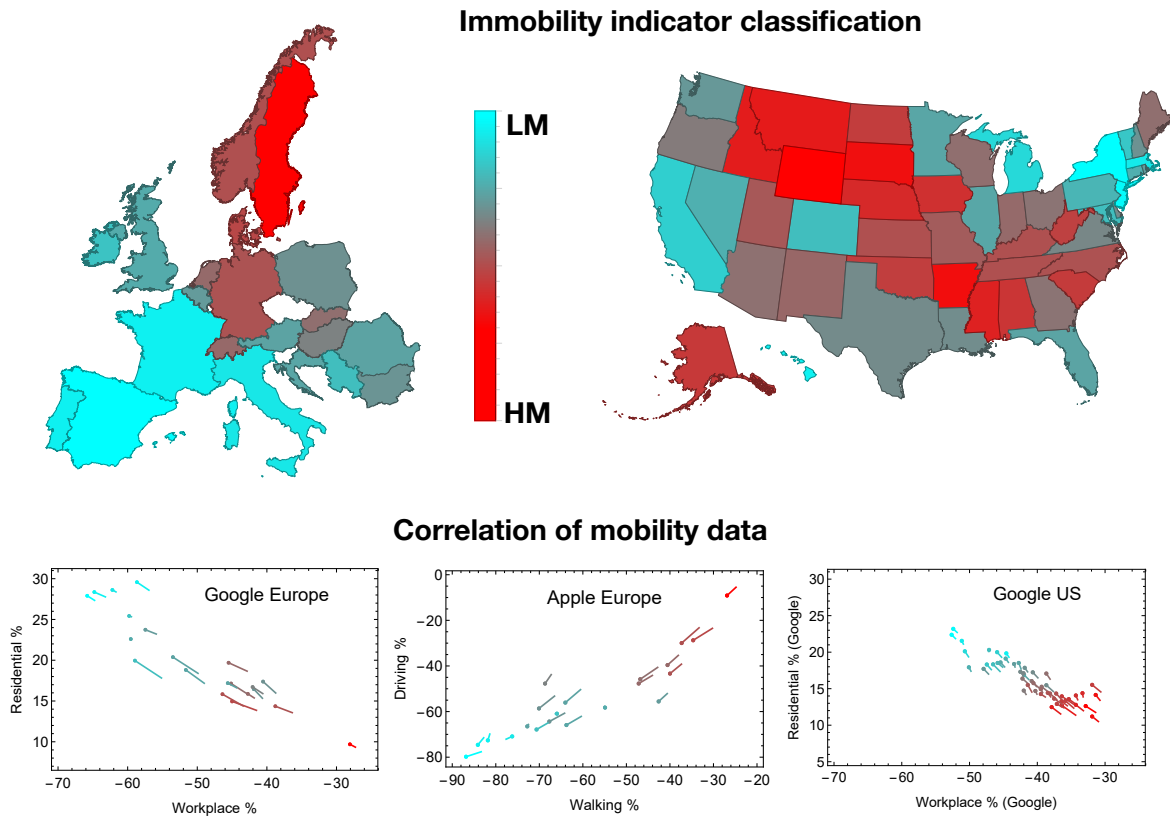 Immobility indicator classification
LM
HM
Correlation of mobility data
Google Europe
Residential %
30
25
20
15
10
−70
−60
−50
−40
−30
Workplace %
Apple Europe
Driving %
0
−20
−40
−60
−80
−90
−80
−70
−60
−50
−40
−30
−20
Walking %
Google US
Residential % (Google)
30
25
20
15
10
5
−70
−60
−50
−40
−30
Workplace % (Google)